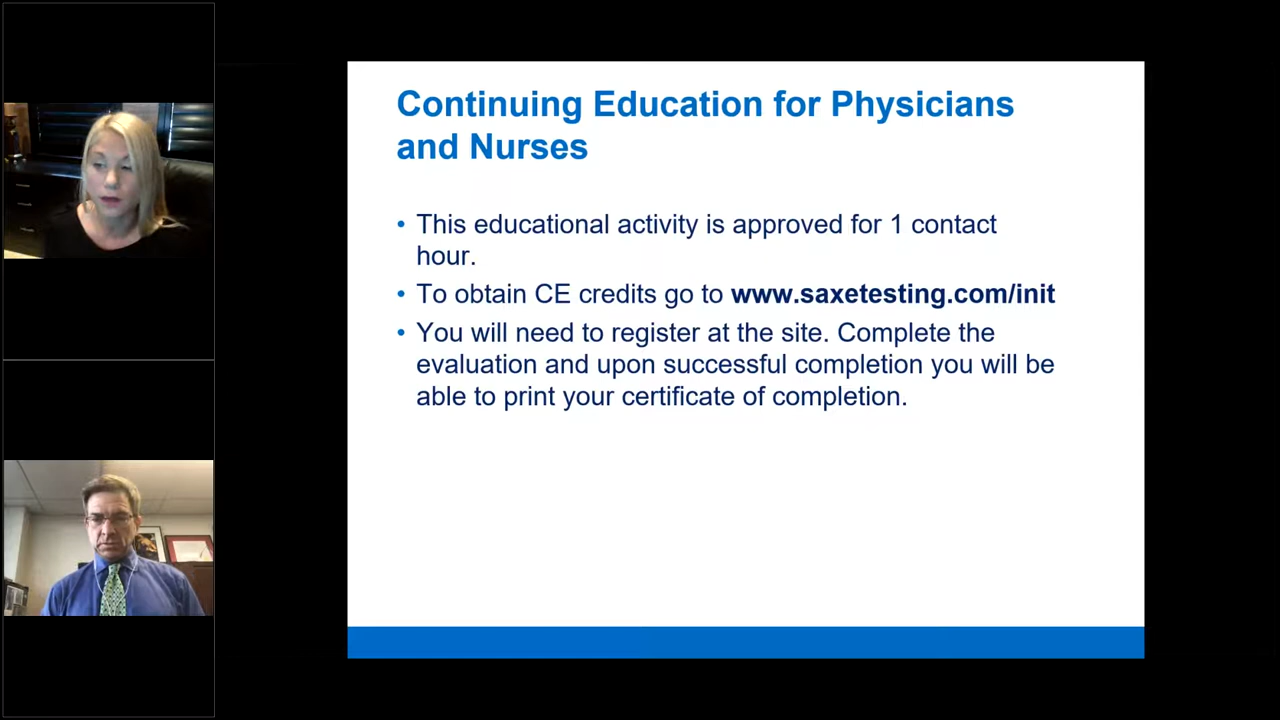 Continuing Education for Physicians
and Nurses
• This educational activity is approved for 1 contact
hour.
• To obtain CE credits go to www.saxetesting.com/init
• You will need to register at the site. Complete the
evaluation and upon successful completion you will be
able to print your certificate of completion.